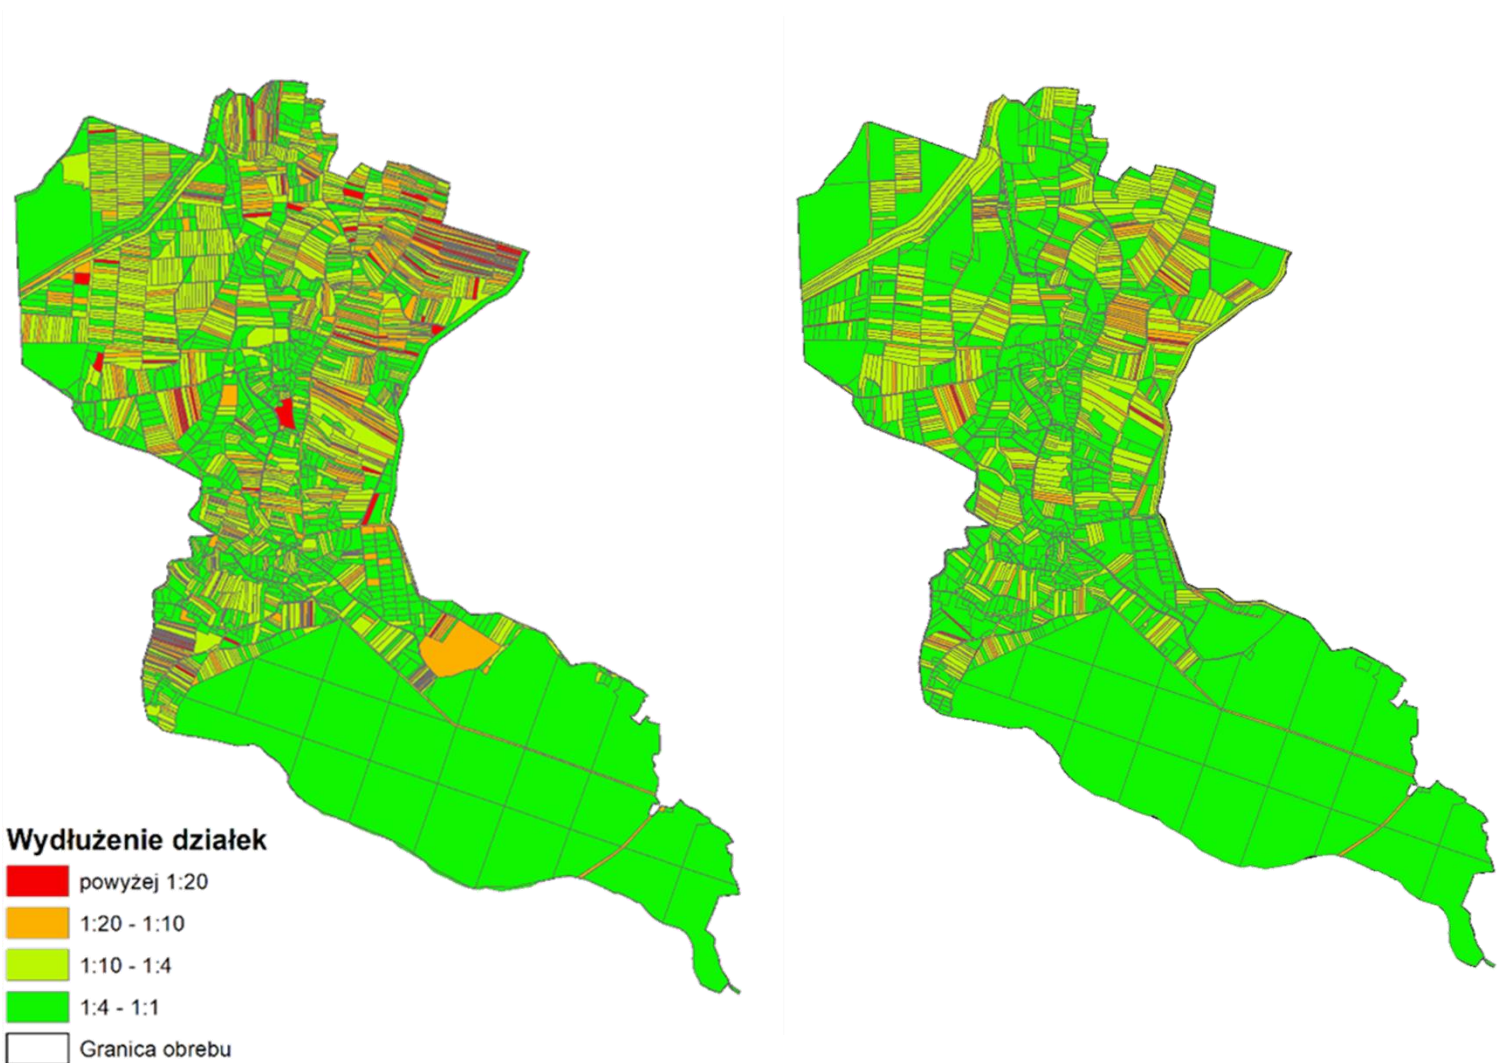 Wydłużenie działek
powyżej 1:20
1:20 - 1:10
1:10 - 1:4
1:4 - 1:1
Granica obrebu